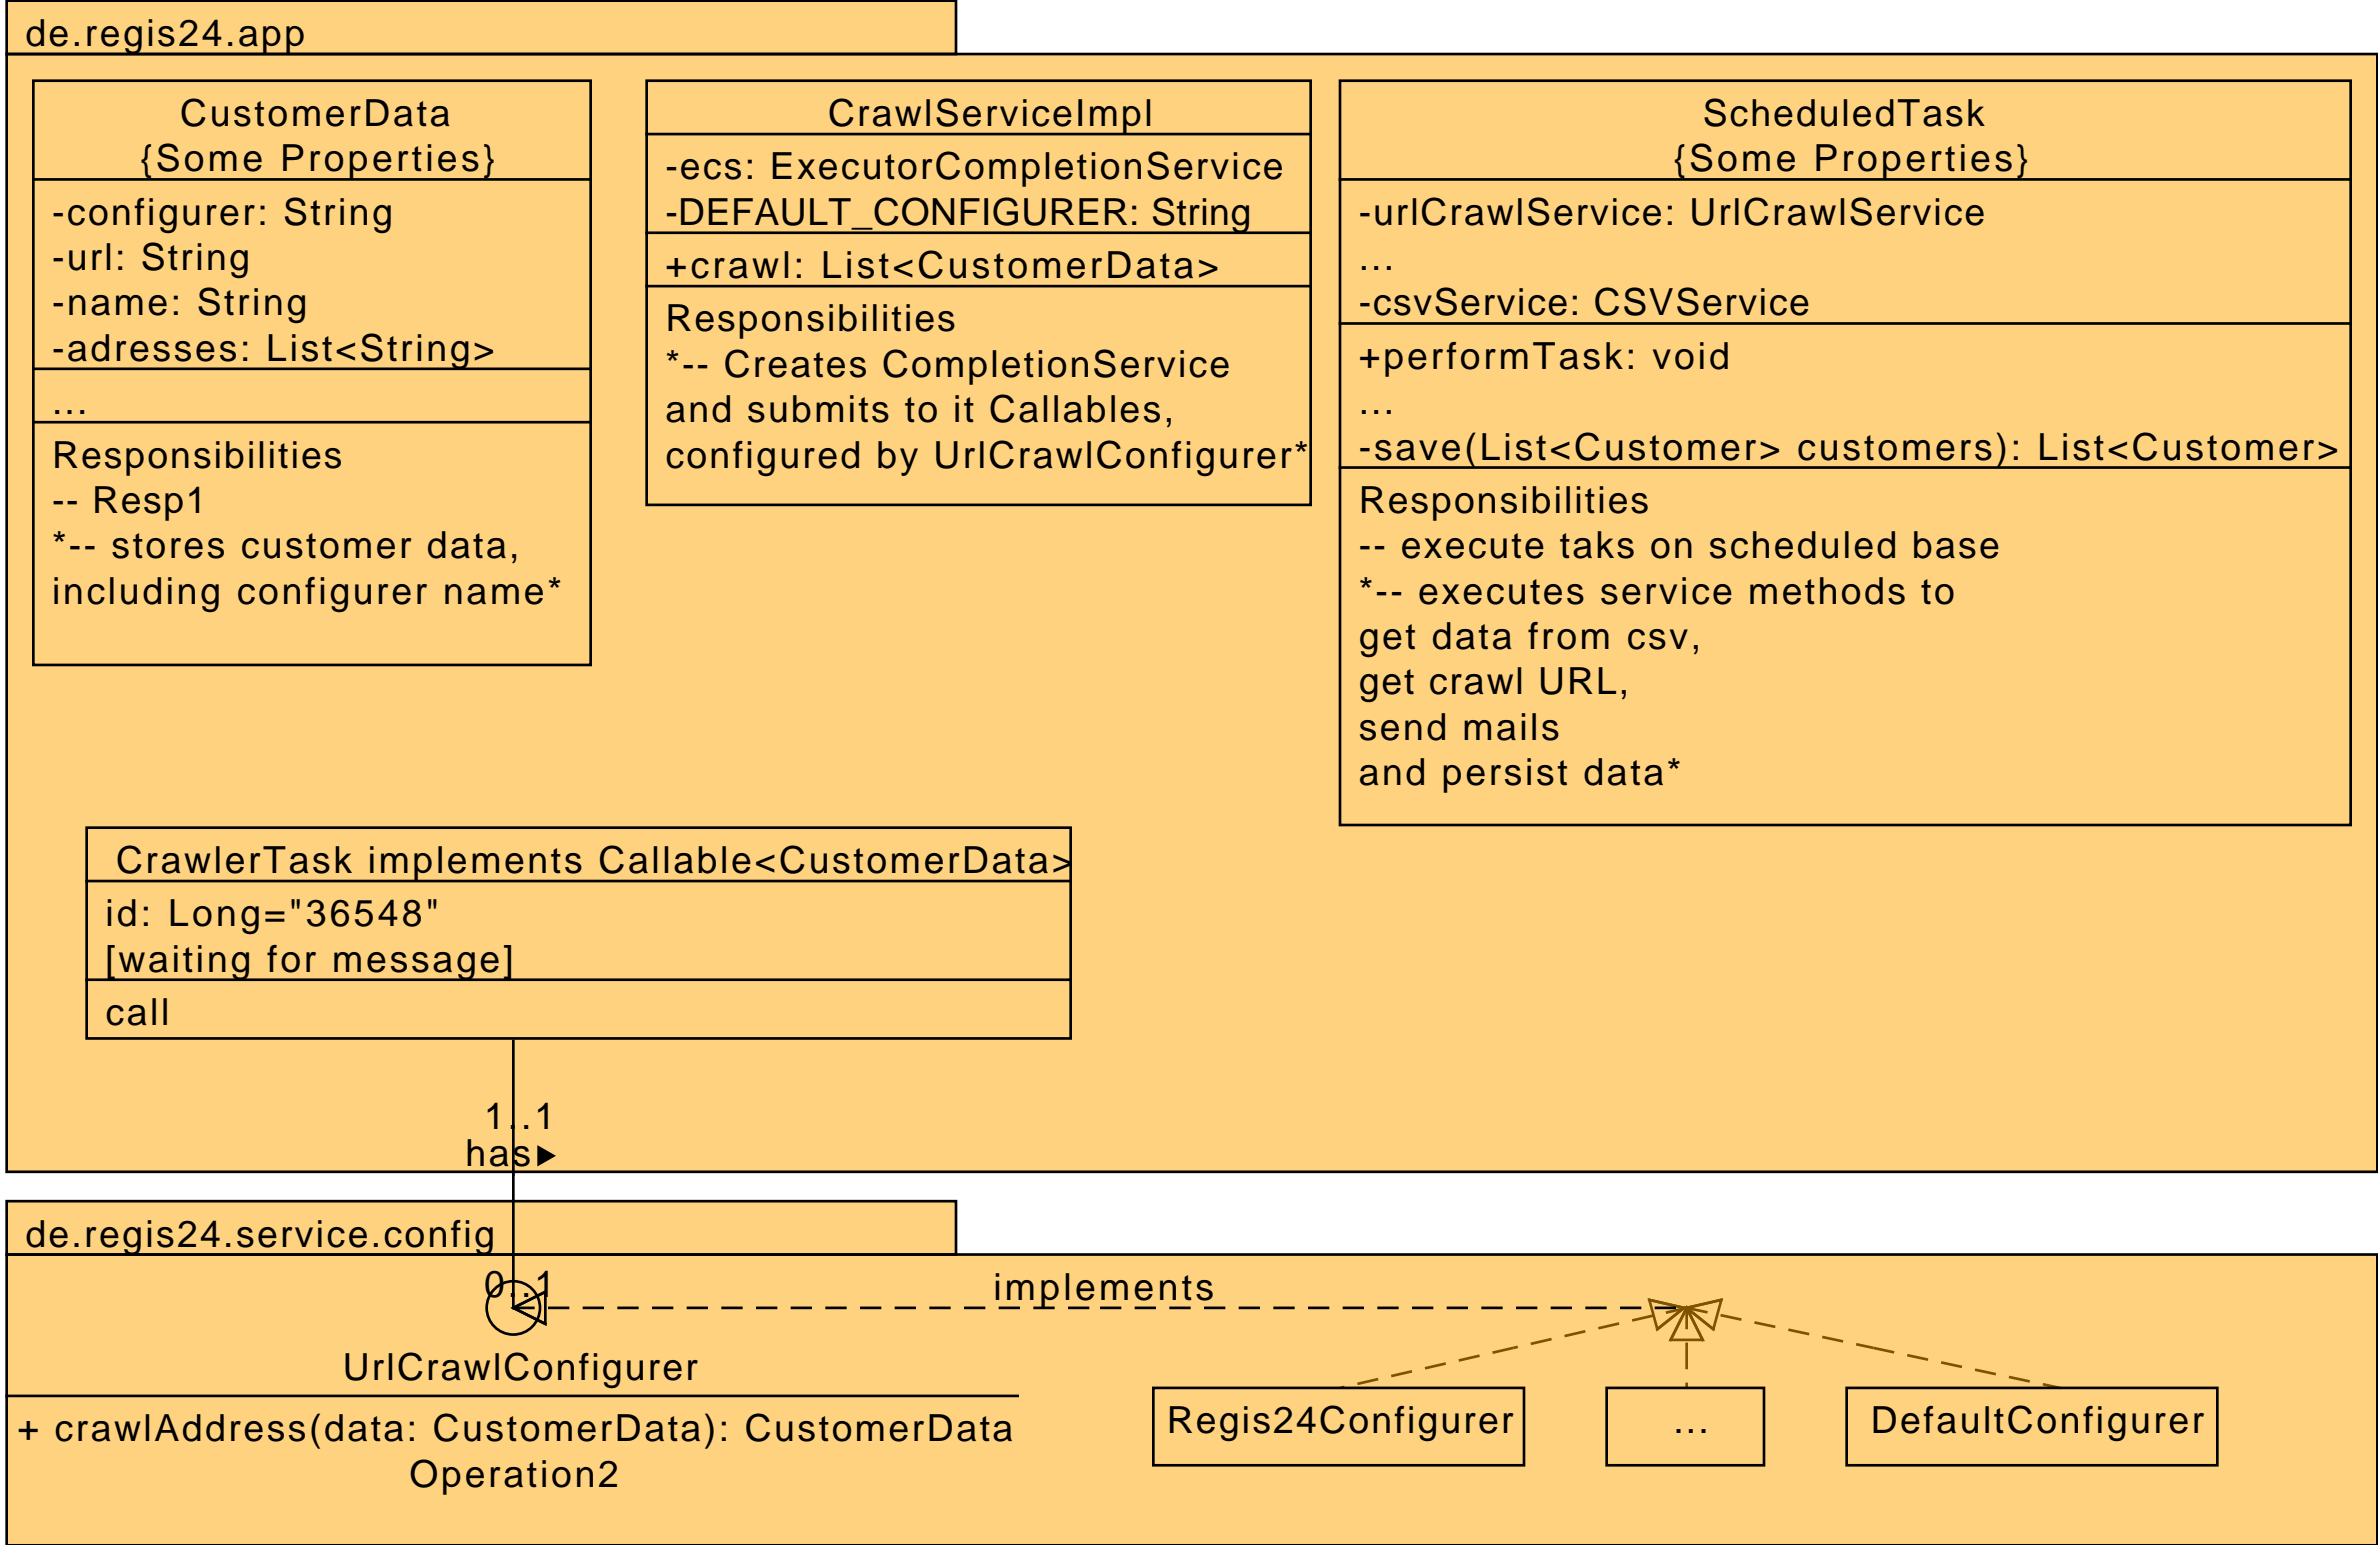 de.regis24.app
CustomerData
{Some Properties}
-configurer: String
-url: String
-name: String
-adresses: List<String>
...
Responsibilities
-- Resp1
*-- stores customer data,
including configurer name*
CrawlServiceImpl
-ecs: ExecutorCompletionService
-DEFAULT_CONFIGURER: String
+crawl: List<CustomerData>
Responsibilities
*-- Creates CompletionService
and submits to it Callables,
configured by UrlCrawlConfigurer*
ScheduledTask
{Some Properties}
-urlCrawlService: UrlCrawlService
...
-csvService: CSVService
+performTask: void
...
-save(List<Customer> customers): List<Customer>
Responsibilities
-- execute taks on scheduled base
*-- executes service methods to
get data from csv,
get crawl URL,
send mails
and persist data*
CrawlerTask implements Callable<CustomerData>
id: Long="36548"
[waiting for message]
call
1..1
has►
de.regis24.service.config
0..1
implements
UrlCrawlConfigurer
+ crawlAddress(data: CustomerData): CustomerData
Operation2
Regis24Configurer
...
DefaultConfigurer